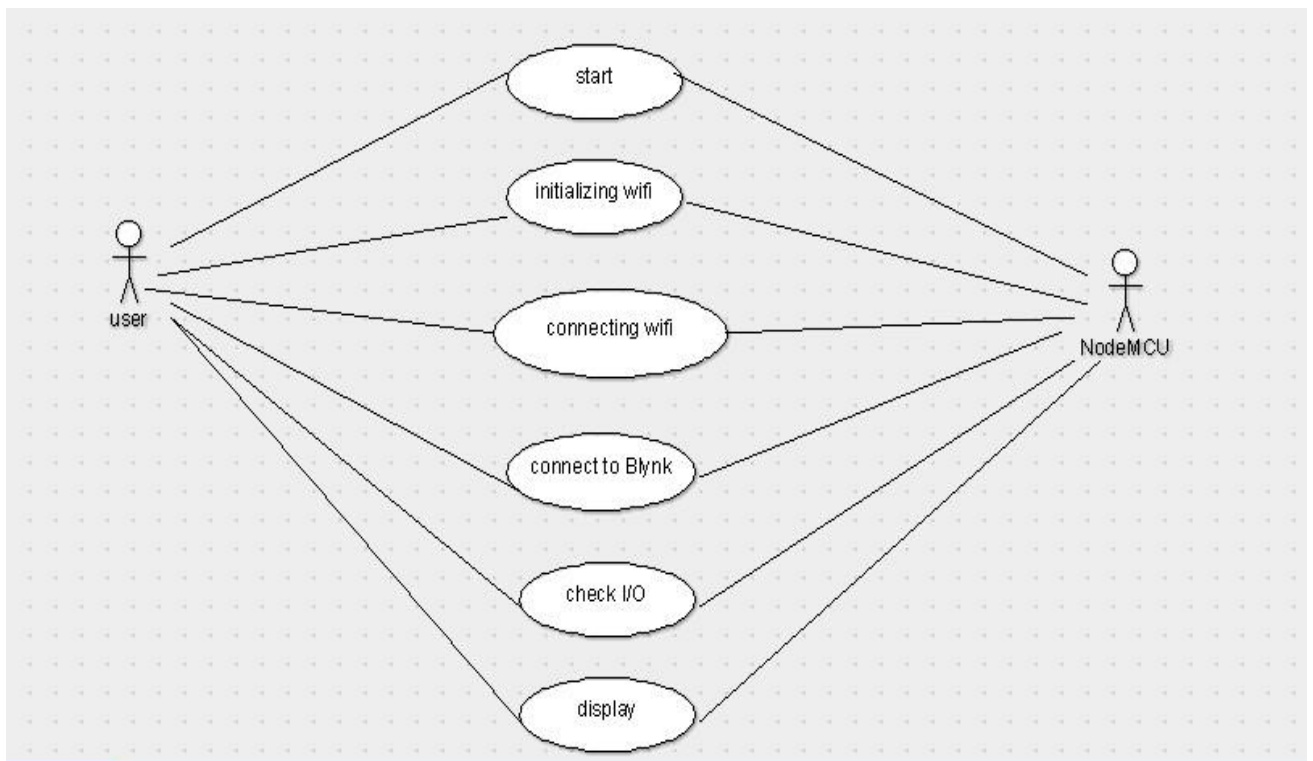 start
initializing wifi
connecting wifi
user
NodeMCU
connect to Blynk
check I/O
display